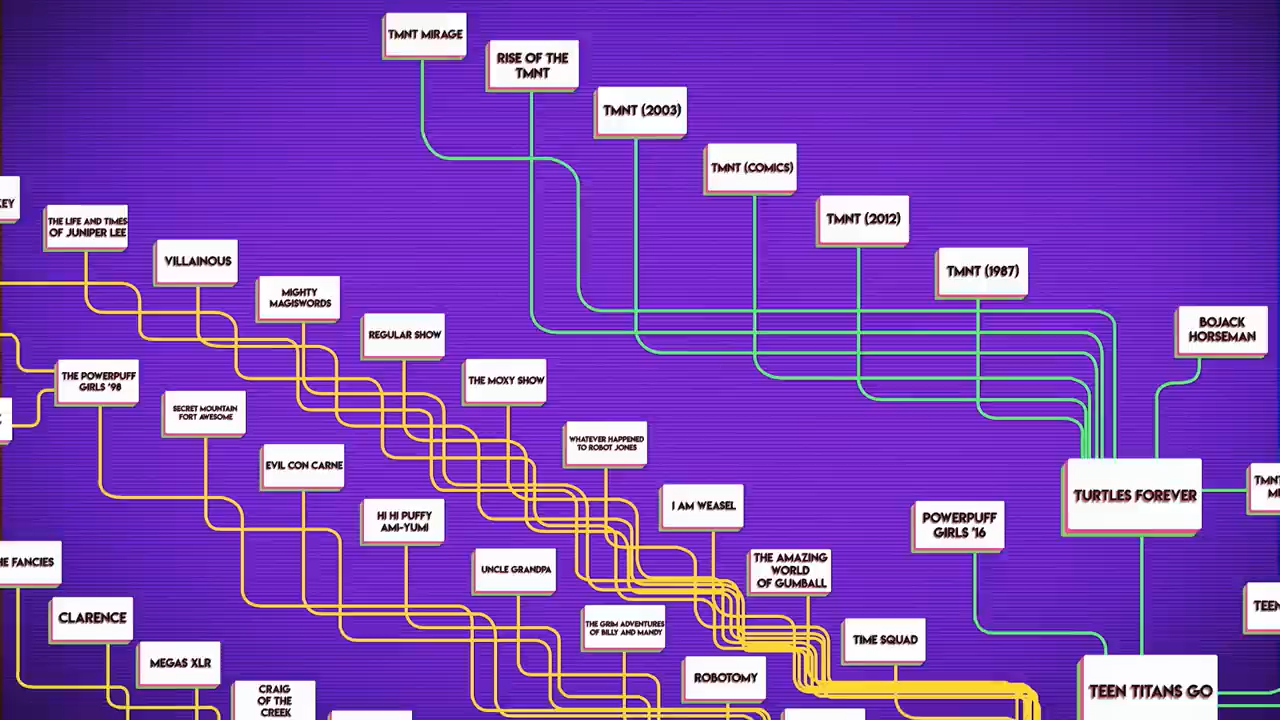 TMNT MIRAGE
RISE OF THE
TMNT
TMNT (2003)
TMNT (COMICS)
TMNT (2012)
TMNT (1987)
BOJACK
HORSEMAN
THE LIFE AND TIMES
OF JUNIPER LEE
VILLAINOUS
MIGHTY
MAGISWORDS
REGULAR SHOW
THE POWERPUFF
GIRLS '98
SECRET MOUNTAIN
FORT AWESOME
THE MOXY SHOW
EVIL CON CARNE
WHATEVER HAPPENED
TO ROBOT JONES
HI HI PUFFY
AMI-YUMI
I AM WEASEL
POWERPUFF
GIRLS '16
TURTLES FOREVER
TMNT
FANCIES
UNCLE GRANDPA
THE AMAZING
WORLD
OF GUMBALL
CLARENCE
THE GRIM ADVENTURES
OF BILLY AND MANDY
TIME SQUAD
TEEN
MEGAS XLR
ROBOTOMY
TEEN TITANS GO
CRAIG
OF THE
CREEK